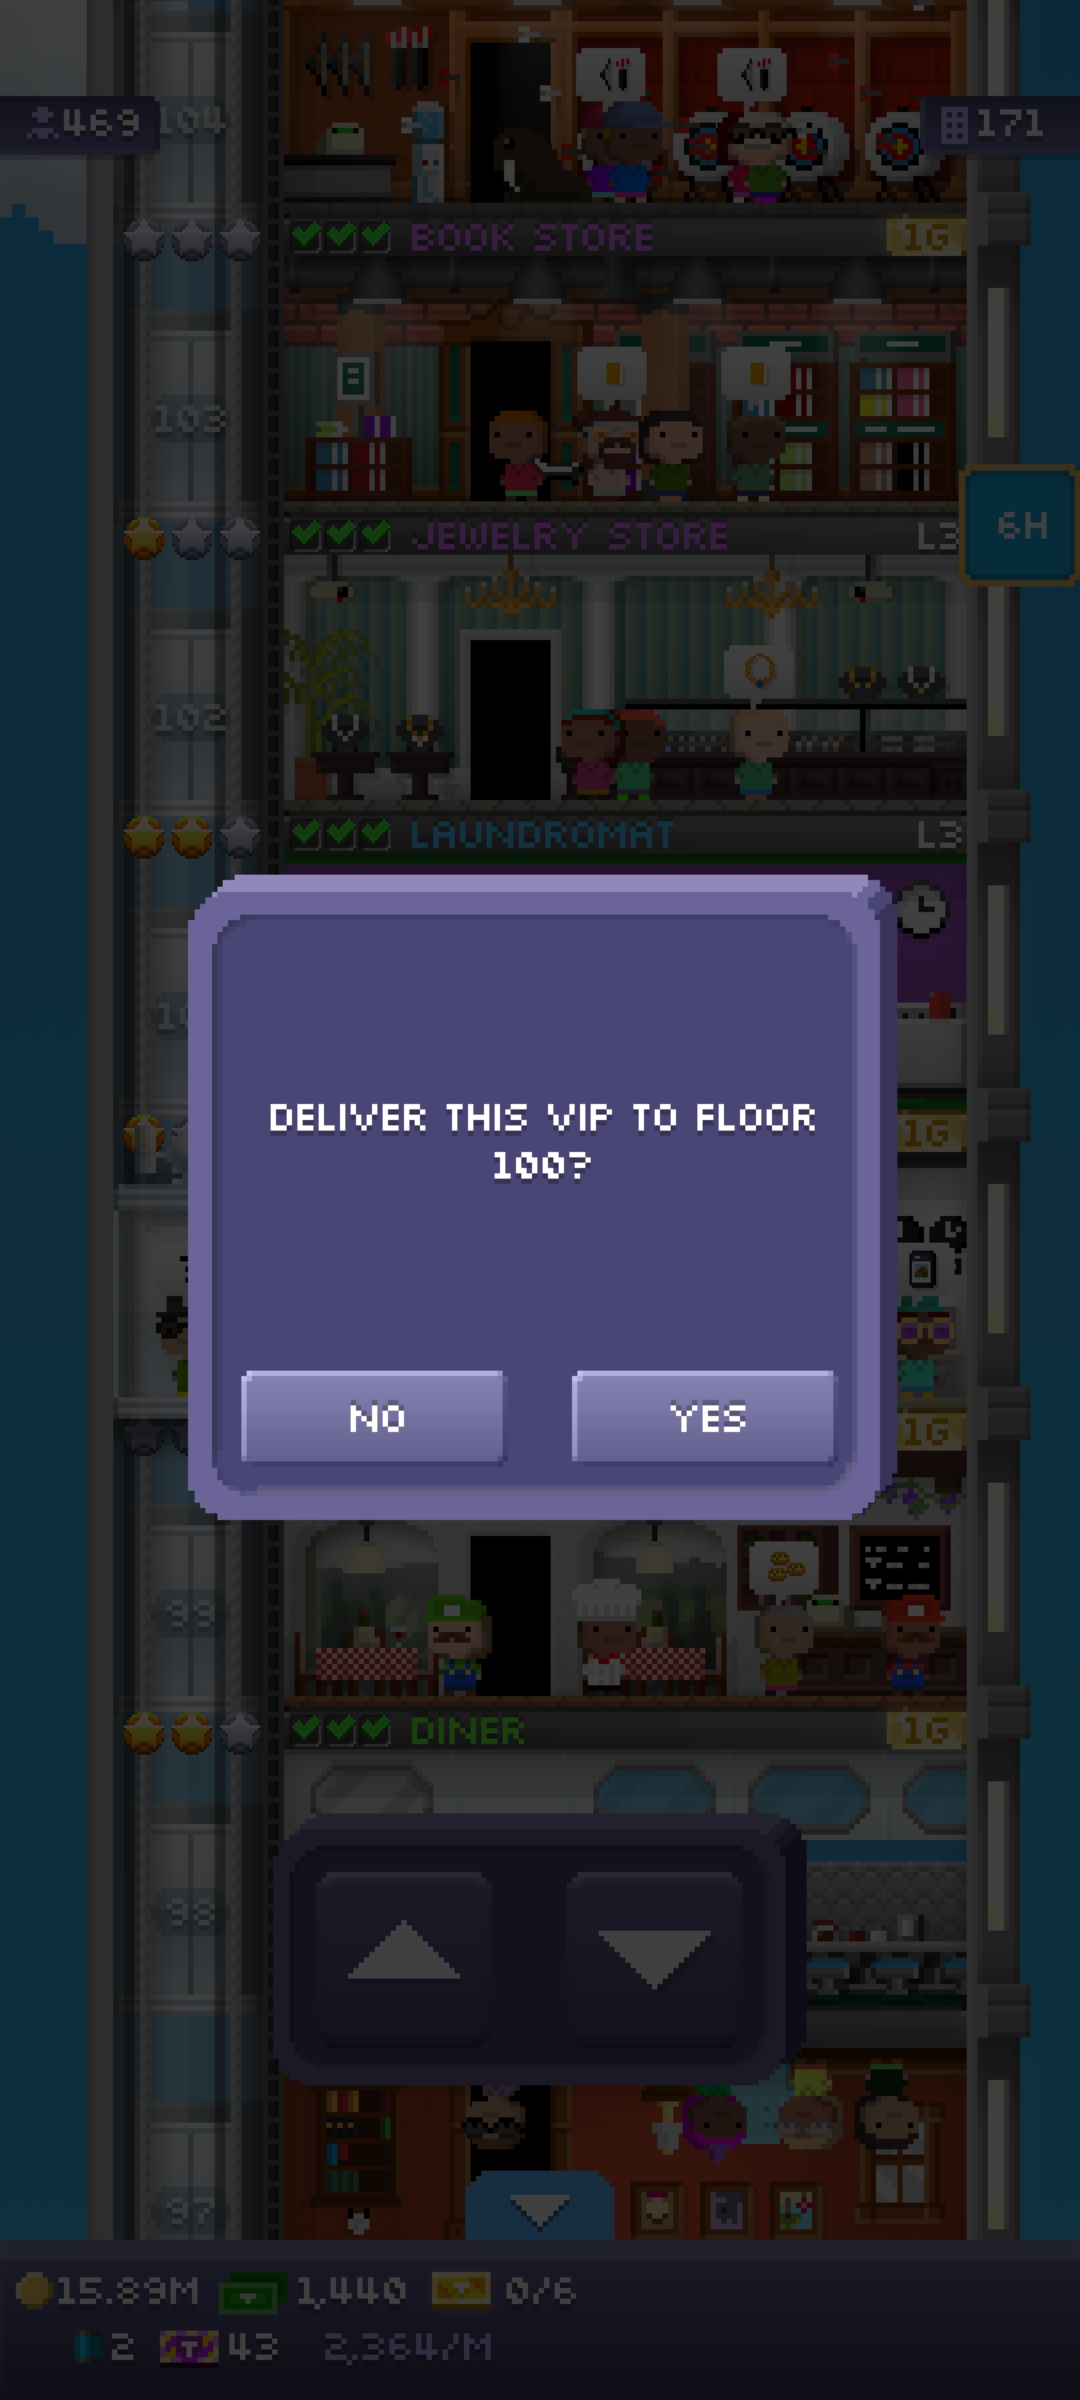 469
104
171
BOOK STORE
1G
103
JEWELRY STORE
L3
6H
102
LAUNDROMAT
L3
1G
DELIVER THIS VIP TO FLOOR
100?
NO
YES
1G
99
DINER
1G
98
97
15.89M
1,440
0/6
2
T
43
2,364/M